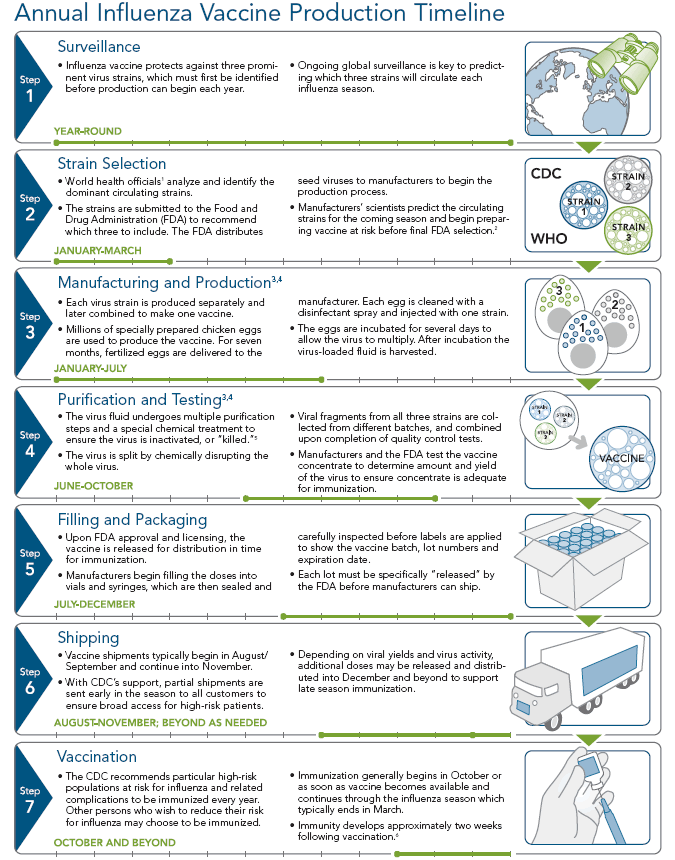 Annual Influenza Vaccine Production Timeline
Step
1
Surveillance
• Influenza vaccine protects against three promi-
nent virus strains, which must first be identified
before production can begin each year.
• Ongoing global surveillance is key to predict-
ing which three strains will circulate each
influenza season.
YEAR-ROUND
Step
2
Strain Selection
• World health officials¹ analyze and identify the
dominant circulating strains.
• The strains are submitted to the Food and
Drug Administration (FDA) to recommend
which three to include. The FDA distributes
seed viruses to manufacturers to begin the
production process.
• Manufacturers' scientists predict the circulating
strains for the coming season and begin prepar-
ing vaccine at risk before final FDA selection.²
JANUARY-MARCH
CDC
WHO
STRAIN
1
STRAIN
2
STRAIN
3
Step
3
Manufacturing and Production³,⁴
• Each virus strain is produced separately and
later combined to make one vaccine.
• Millions of specially prepared chicken eggs
are used to produce the vaccine. For seven
months, fertilized eggs are delivered to the
manufacturer. Each egg is cleaned with a
disinfectant spray and injected with one strain.
• The eggs are incubated for several days to
allow the virus to multiply. After incubation the
virus-loaded fluid is harvested.
JANUARY-JULY
3
2
1
Step
4
Purification and Testing³,⁴
• The virus fluid undergoes multiple purification
steps and a special chemical treatment to
ensure the virus is inactivated, or “killed.”⁵
• The virus is split by chemically disrupting the
whole virus.
• Viral fragments from all three strains are col-
lected from different batches, and combined
upon completion of quality control tests.
• Manufacturers and the FDA test the vaccine
concentrate to determine amount and yield
of the virus to ensure concentrate is adequate
for immunization.
JUNE-OCTOBER
STRAIN
1
STRAIN
2
STRAIN
3
VACCINE
Step
5
Filling and Packaging
• Upon FDA approval and licensing, the
vaccine is released for distribution in time
for immunization.
• Manufacturers begin filling the doses into
vials and syringes, which are then sealed and
carefully inspected before labels are applied
to show the vaccine batch, lot numbers and
expiration date.
• Each lot must be specifically “released” by
the FDA before manufacturers can ship.
JULY-DECEMBER
Step
6
Shipping
• Vaccine shipments typically begin in August/
September and continue into November.
• With CDC's support, partial shipments are
sent early in the season to all customers to
ensure broad access for high-risk patients.
• Depending on viral yields and virus activity,
additional doses may be released and distrib-
uted into December and beyond to support
late season immunization.
AUGUST-NOVEMBER; BEYOND AS NEEDED
Step
7
Vaccination
• The CDC recommends particular high-risk
populations at risk for influenza and related
complications to be immunized every year.
Other persons who wish to reduce their risk
for influenza may choose to be immunized.
• Immunization generally begins in October or
as soon as vaccine becomes available and
continues through the influenza season which
typically ends in March.
• Immunity develops approximately two weeks
following vaccination.⁶
OCTOBER AND BEYOND